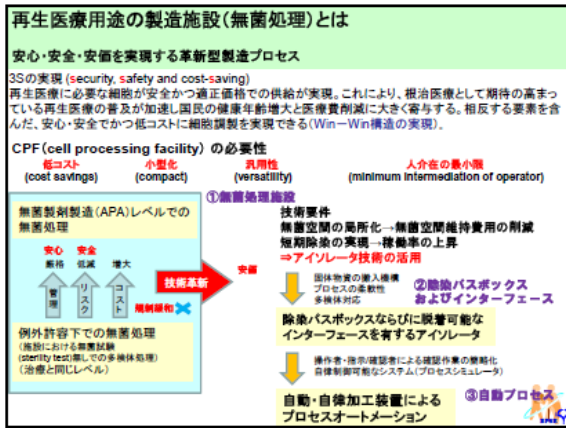 再生医療用途の製造施設(無菌処理)とは
安心・安全・安価を実現する革新型製造プロセス
3Sの実現 (security, safety and cost-saving)
再生医療に必要な細胞が安全かつ適正価格での供給が実現。これにより、根治医療として期待の高まっ
ている再生医療の普及が加速し国民の健康年齢増大と医療費削減に大きく寄与する。相反する要素を含
んだ、安心・安全でかつ低コストに細胞調製を実現できる(Win-Win構造の実現)。
CPF(cell processing facility) の必要性
低コスト 小型化 汎用性 人介在の最小限
(cost savings) (compact) (versatility) (minimum intermediation of operator)
①無菌処理施設
無菌製剤製造(APA)レベルでの
無菌処理
安心 安全
厳格 低減 増大
管理 リスク コスト
規制緩和
技術革新
安価
例外許容下での無菌処理
(施設における無菌試験
(sterility test)無しでの多検体処理)
(治療と同じレベル)
技術要件
無菌空間の局所化→無菌空間維持費用の削減
短期除染の実現→稼働率の上昇
⇒アイソレータ技術の活用
固体物資の搬入機構
プロセスの柔軟性
多検体対応
②除染パスボックス
およびインターフェース
除染パスボックスならびに脱着可能な
インターフェースを有するアイソレータ
操作者・指示/確認者による確認作業の簡略化
自律制御可能なシステム(プロセスシミュレータ)
③自動プロセス
自動・自律加工装置による
プロセスオートメーション